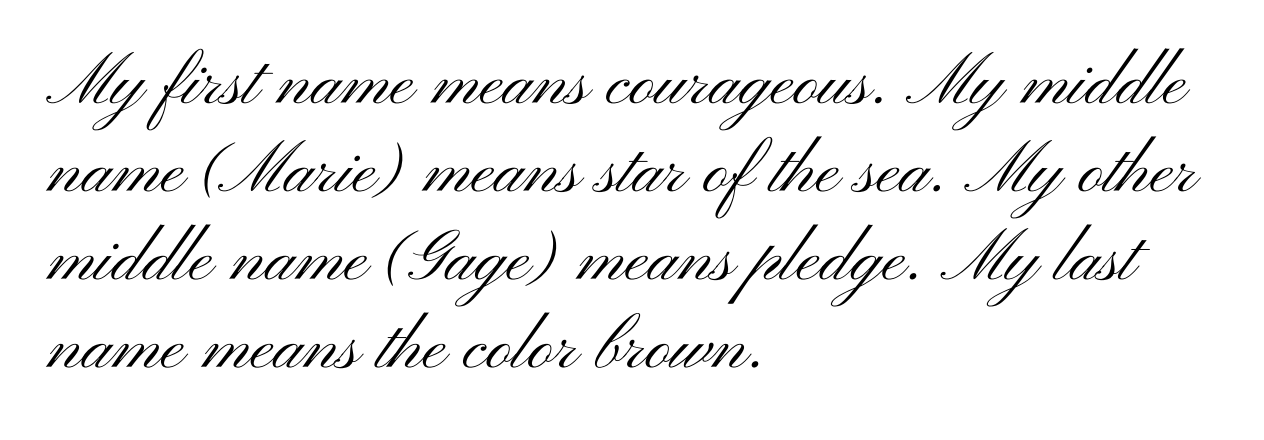 My first name means courageous. My middle
name (Marie) means star of the sea. My other
middle name (Gage) means pledge. My last
name means the color brown.